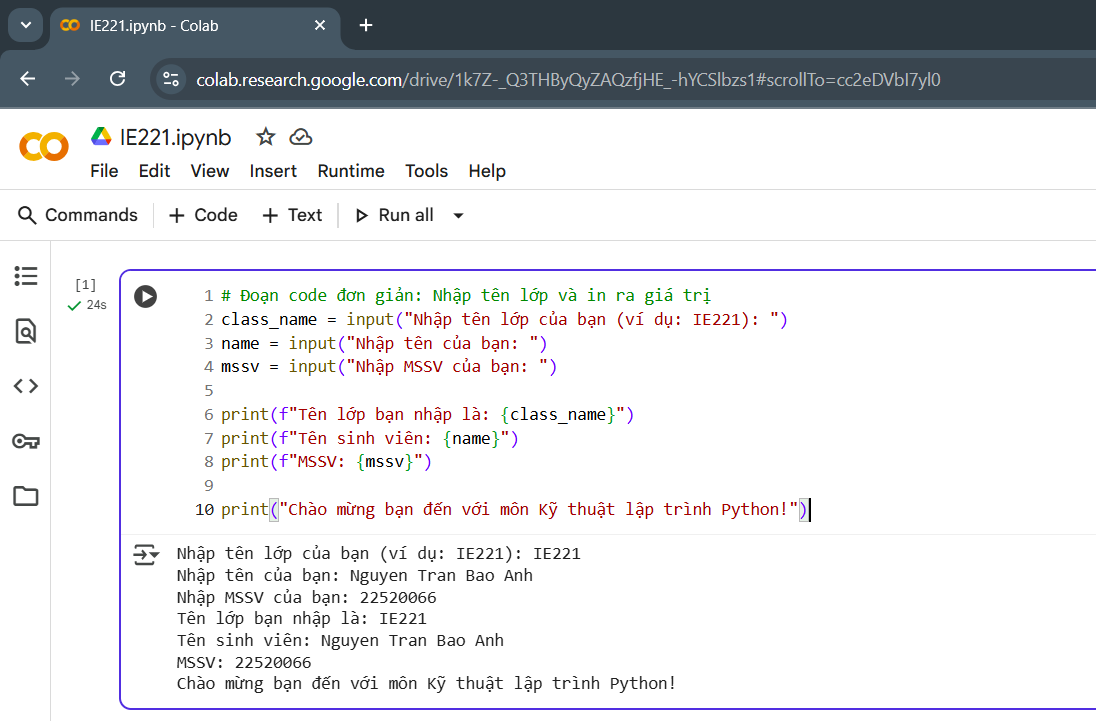 IE221.ipynb - Colab
colab.research.google.com/drive/1k7Z-_Q3THByQyZAQzfjHE_-hYCSlbzs1#scrollTo=cc2eDVbI7yl0
IE221.ipynb
File Edit View Insert Runtime Tools Help
Commands + Code + Text Run all
[1]
24s
1 # Đoạn code đơn giản: Nhập tên lớp và in ra giá trị
2 class_name = input("Nhập tên lớp của bạn (ví dụ: IE221): ")
3 name = input("Nhập tên của bạn: ")
4 mssv = input("Nhập MSSV của bạn: ")
5
6 print(f"Tên lớp bạn nhập là: {class_name}")
7 print(f"Tên sinh viên: {name}")
8 print(f"MSSV: {mssv}")
9
10 print("Chào mừng bạn đến với môn Kỹ thuật lập trình Python!")
Nhập tên lớp của bạn (ví dụ: IE221): IE221
Nhập tên của bạn: Nguyen Tran Bao Anh
Nhập MSSV của bạn: 22520066
Tên lớp bạn nhập là: IE221
Tên sinh viên: Nguyen Tran Bao Anh
MSSV: 22520066
Chào mừng bạn đến với môn Kỹ thuật lập trình Python!